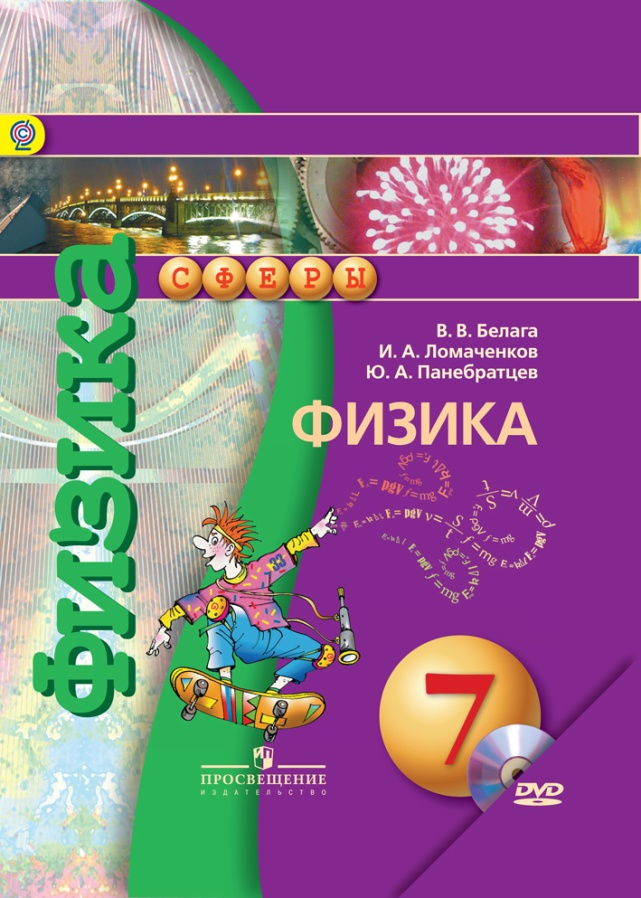 СФЕРЫ
физика
В. В. Белага
И. А. Ломаченков
Ю. А. Панебратцев
ФИЗИКА
7
DVD
ПРОСВЕЩЕНИЕ
ИЗДАТЕЛЬСТВО